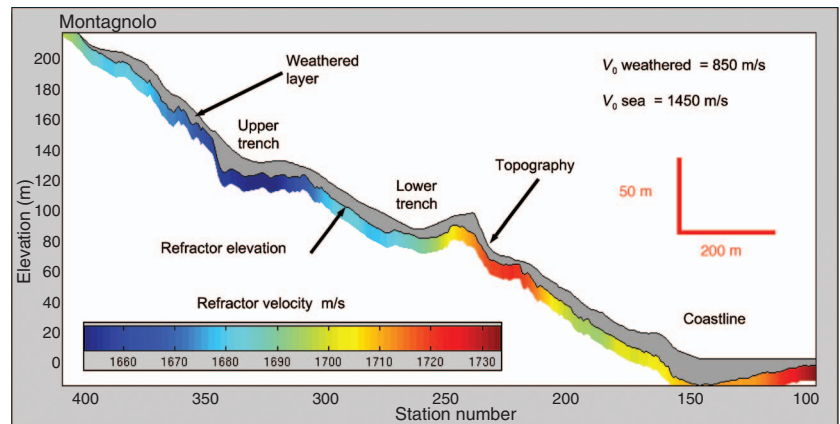 Montagnolo
Weathered
layer
V0 weathered = 850 m/s
V0 sea = 1450 m/s
Upper
trench
Topography
Lower
trench
50 m
200 m
Refractor elevation
Refractor velocity m/s
1660 1670 1680 1690 1700 1710 1720 1730
Coastline
Elevation (m)
200
180
160
140
120
100
80
60
40
20
0
400 350 300 250 200 150 100
Station number